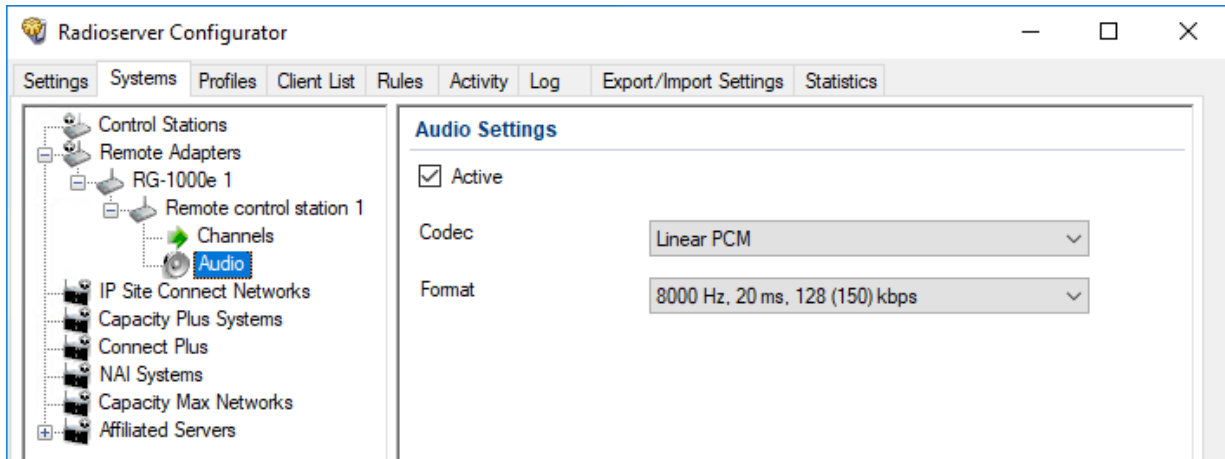 Radioserver Configurator
Settings Systems Profiles Client List Rules Activity Log Export/Import Settings Statistics
Control Stations
Remote Adapters
RG-1000e 1
Remote control station 1
Channels
Audio
IP Site Connect Networks
Capacity Plus Systems
Connect Plus
NAI Systems
Capacity Max Networks
Affiliated Servers
Audio Settings
Active
Codec Linear PCM
Format 8000 Hz, 20 ms, 128 (150) kbps